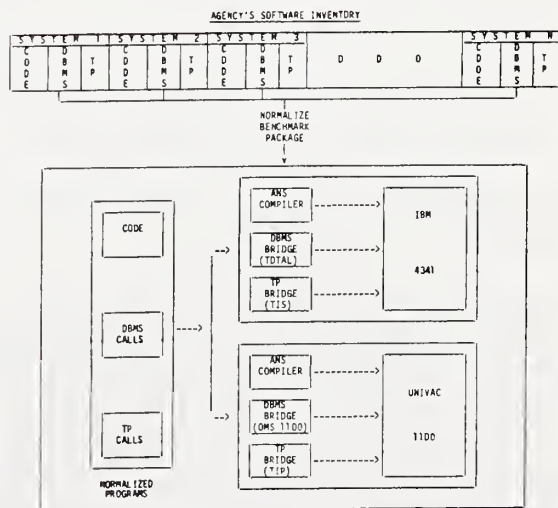 AGENCY'S SOFTWARE INVENTORY
SYSTEM 1 SYSTEM 2 SYSTEM 3 SYSTEM N
CODE DBMS TP CODE DBMS TP CODE DBMS TP O O O CODE DBMS TP
NORMALIZE
BENCHMARK
PACKAGE
CODE
DBMS
CALLS
TP
CALLS
NORMALIZED
PROGRAMS
ANS
COMPILER
DBMS
BRIDGE
(TOTAL)
TP
BRIDGE
(TIS)
IBM
4341
ANS
COMPILER
DBMS
BRIDGE
(DMS 1100)
TP
BRIDGE
(TIP)
UNIVAC
1100